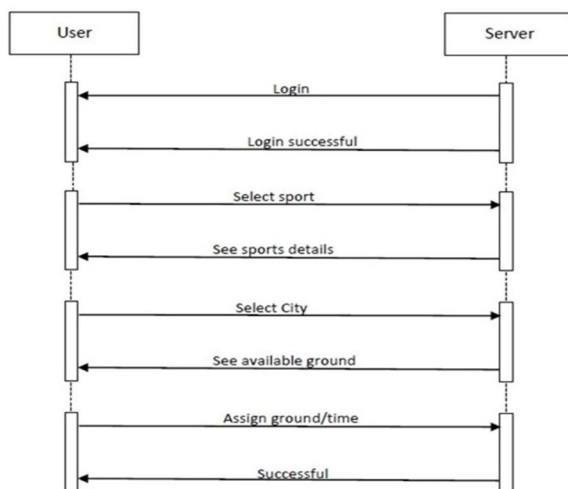 User
Server
Login
Login successful
Select sport
See sports details
Select City
See available ground
Assign ground/time
Successful